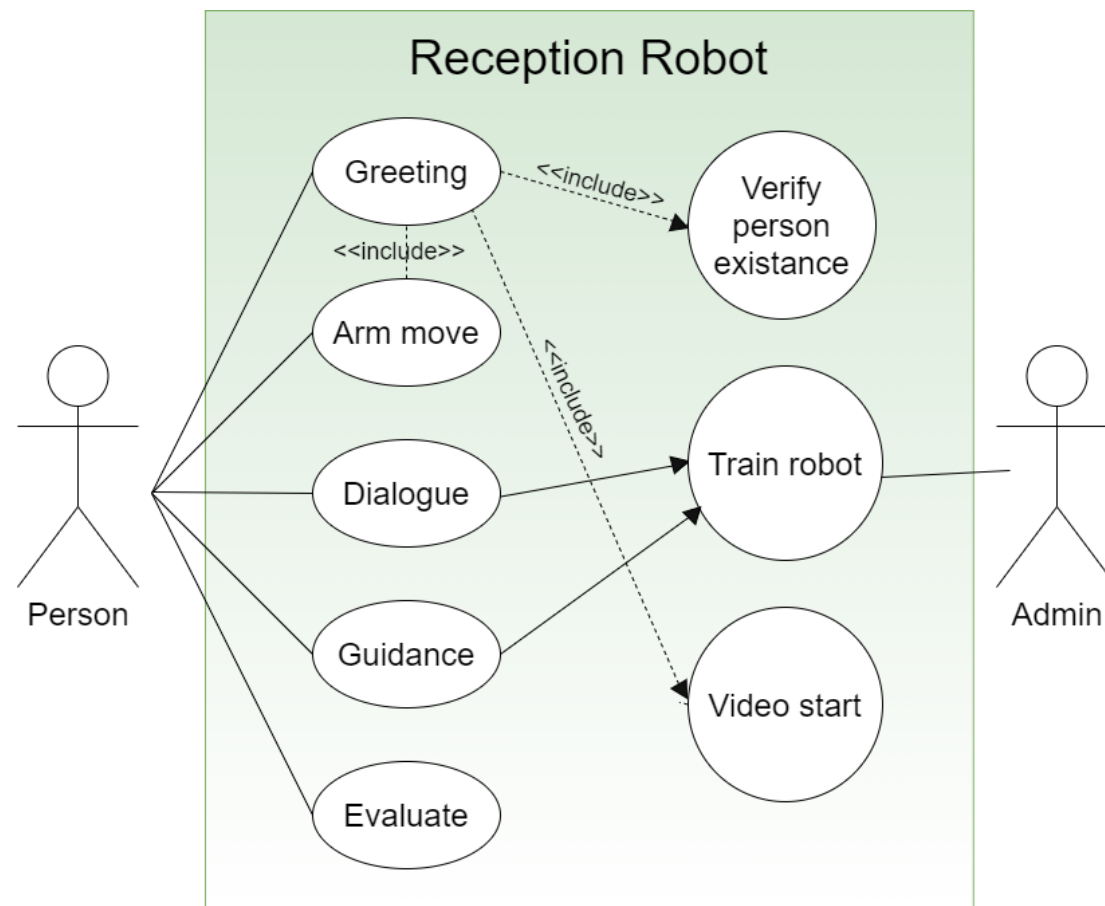 Reception Robot
Greeting
<<include>>
Verify
person
existance
<<include>>
Arm move
<<include>>
Dialogue
Train robot
Person
Admin
Guidance
Video start
Evaluate